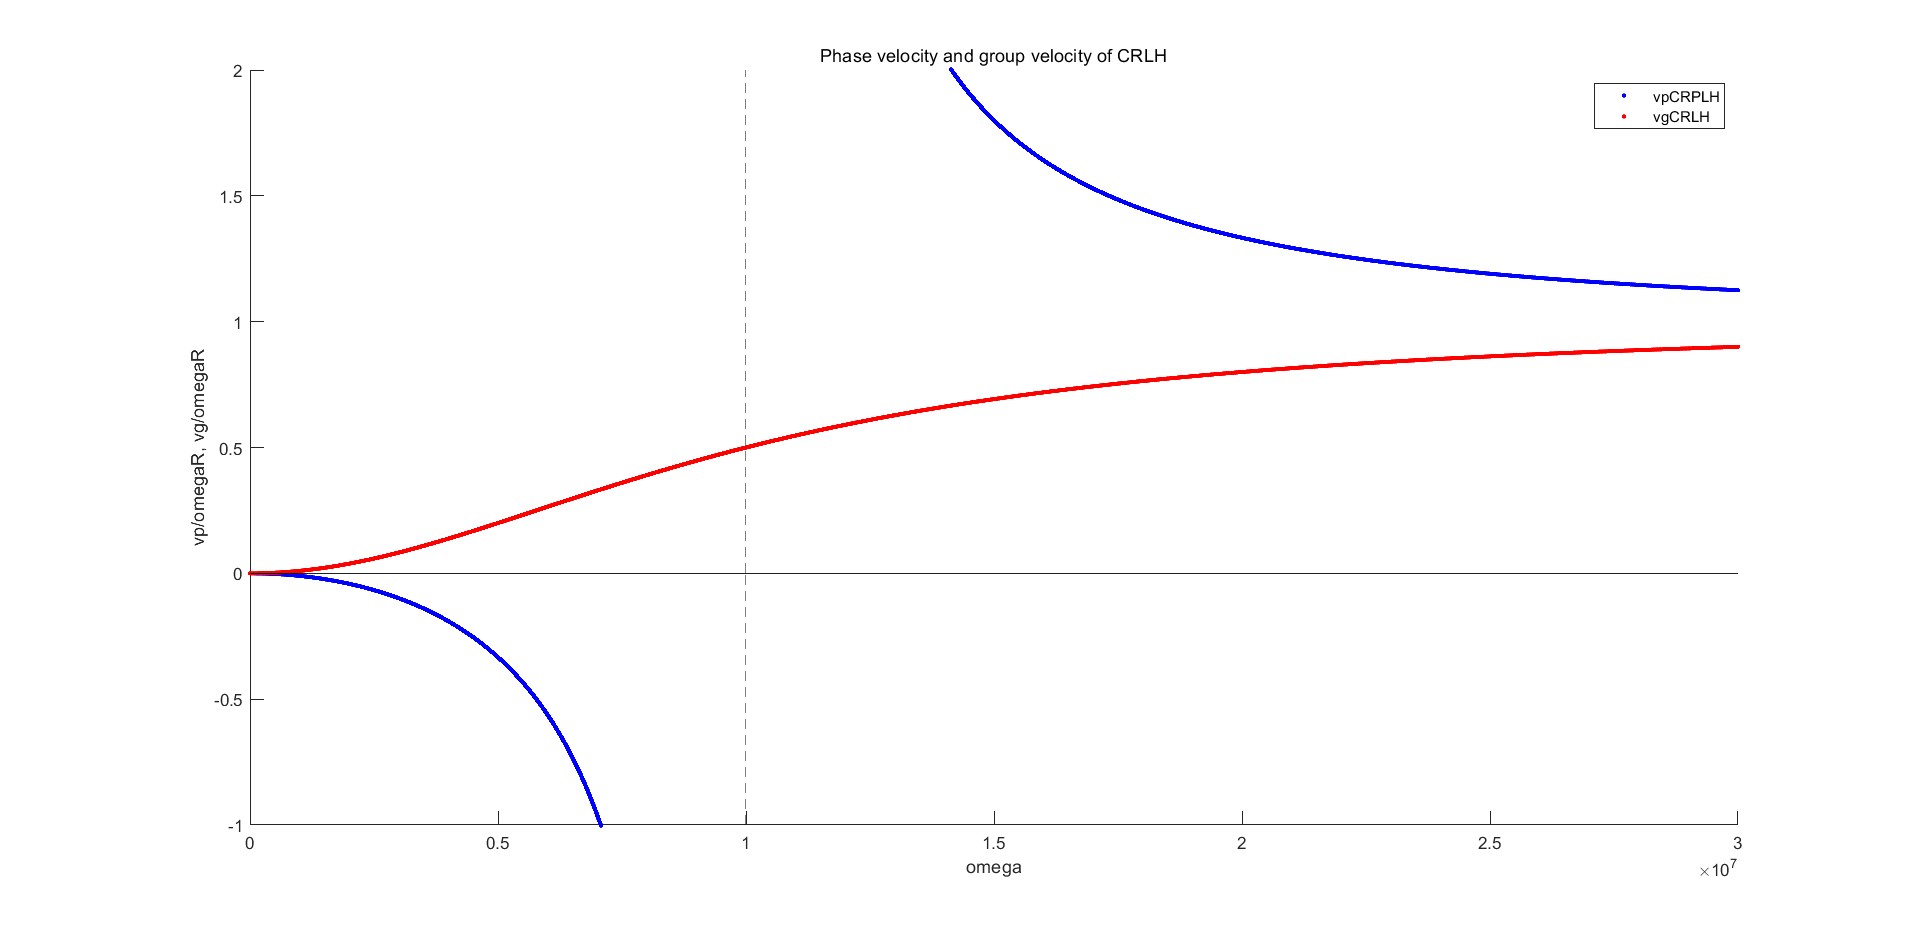 Phase velocity and group velocity of CRLH
vpCRPLH
vgCRLH
vp/omegaR, vg/omegaR
2
1.5
1
0.5
0
-0.5
-1
0 0.5 1 1.5 2 2.5 3
omega
×10^7